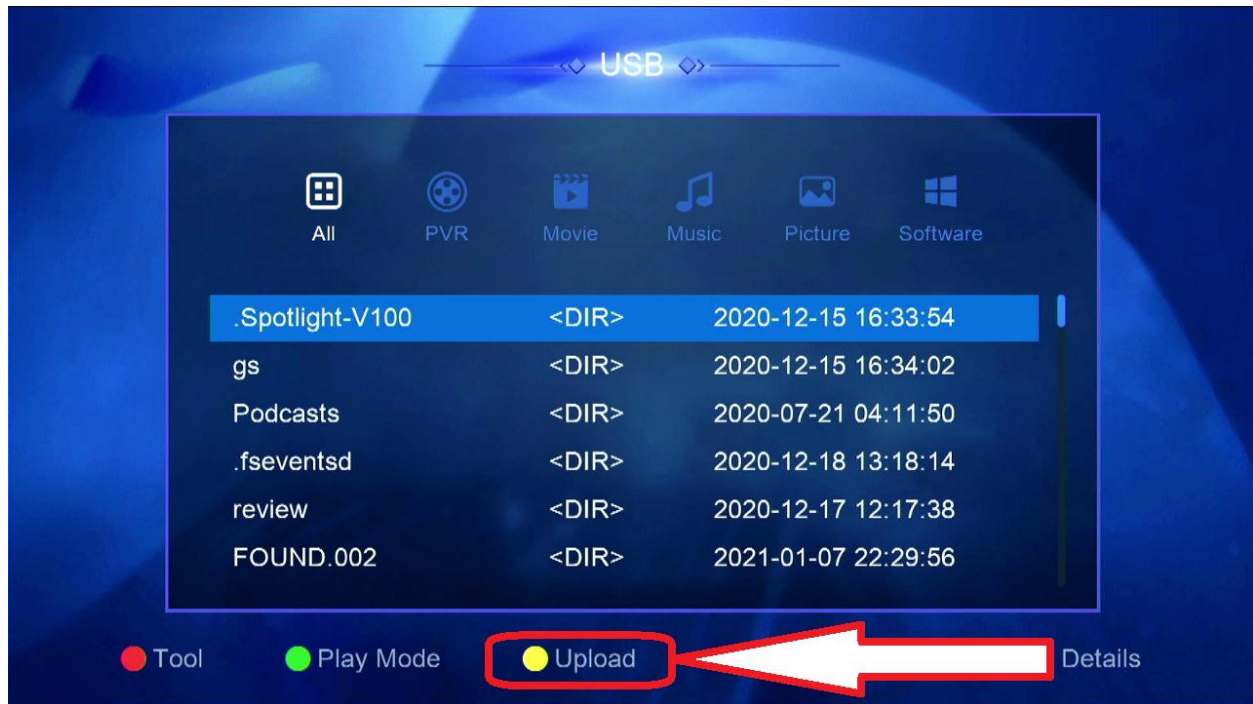 USB
All PVR Movie Music Picture Software
.Spotlight-V100 <DIR> 2020-12-15 16:33:54
gs <DIR> 2020-12-15 16:34:02
Podcasts <DIR> 2020-07-21 04:11:50
.fseventsd <DIR> 2020-12-18 13:18:14
review <DIR> 2020-12-17 12:17:38
FOUND.002 <DIR> 2021-01-07 22:29:56
Tool Play Mode Upload Details